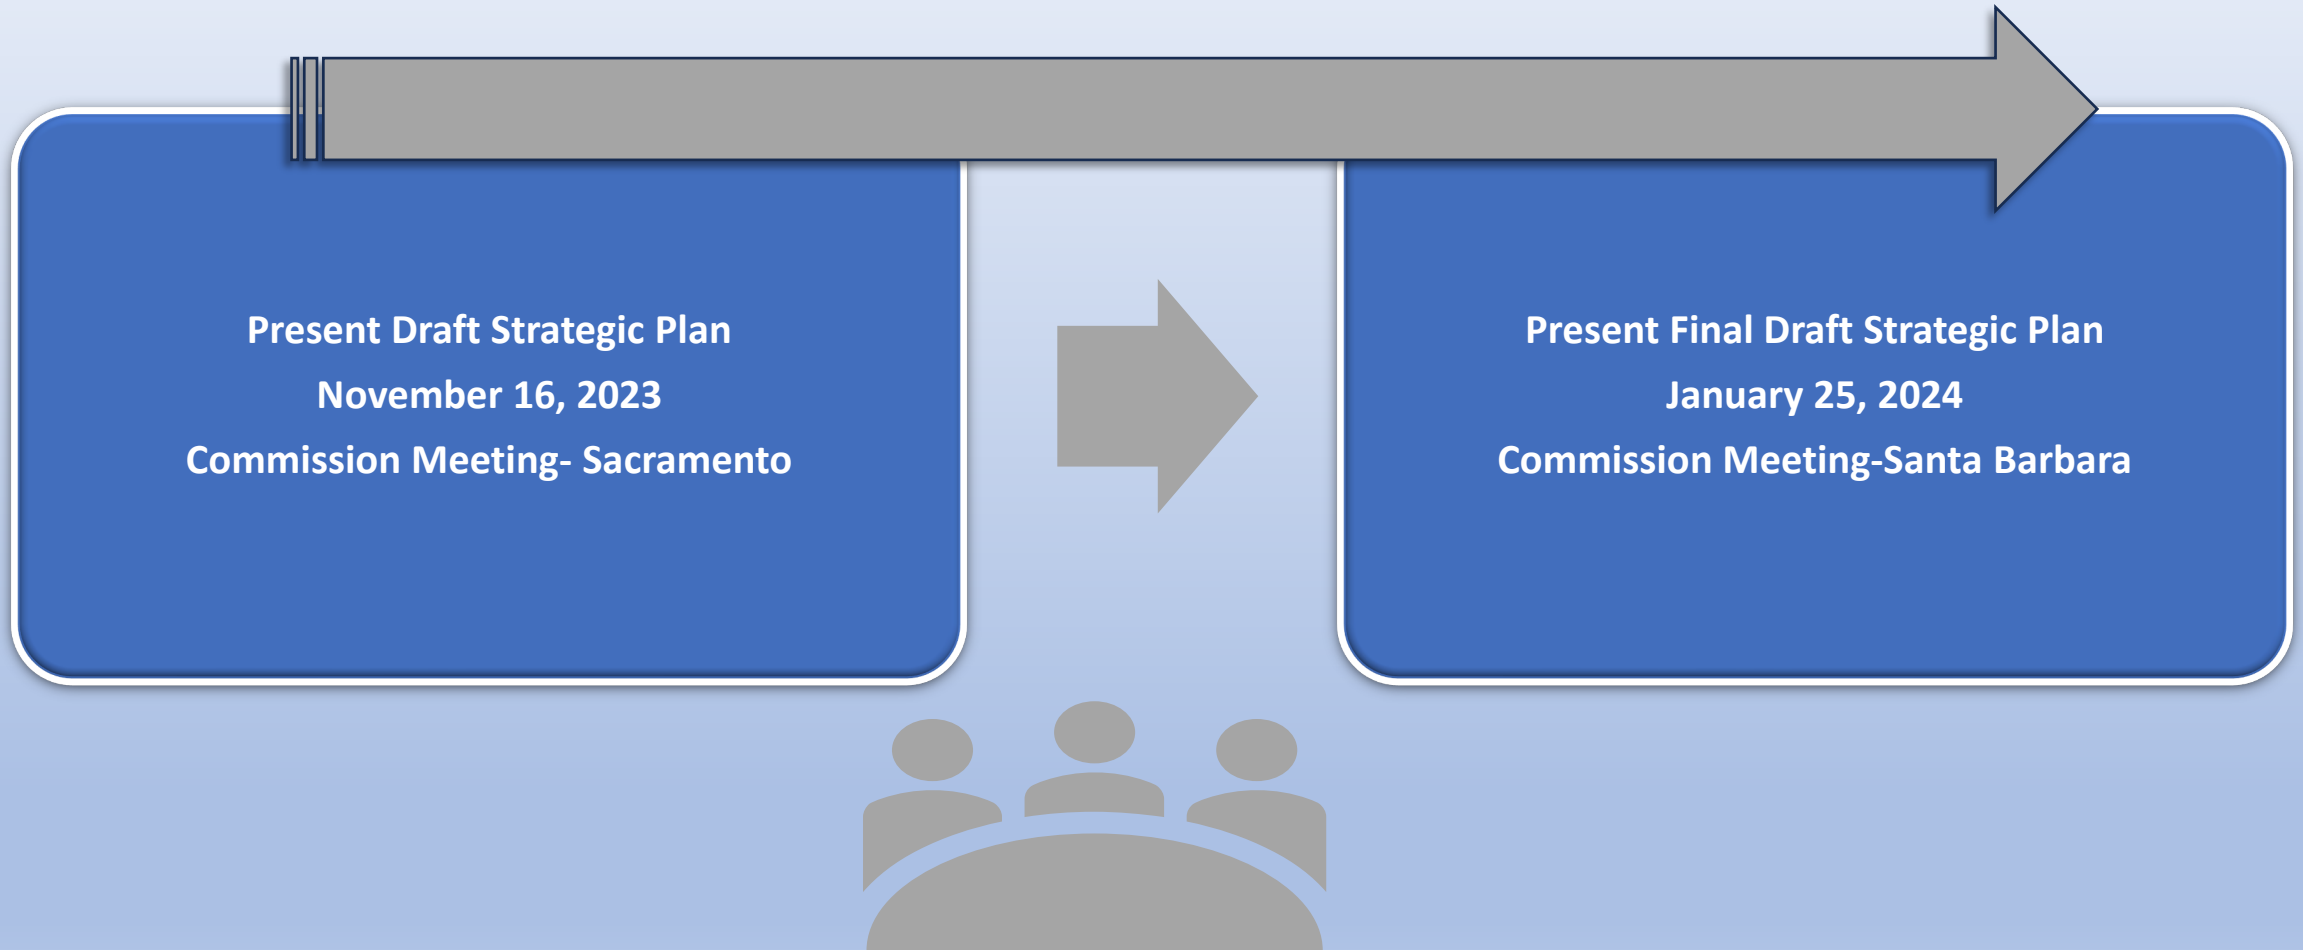 Present Draft Strategic Plan
November 16, 2023
Commission Meeting- Sacramento
Present Final Draft Strategic Plan
January 25, 2024
Commission Meeting-Santa Barbara